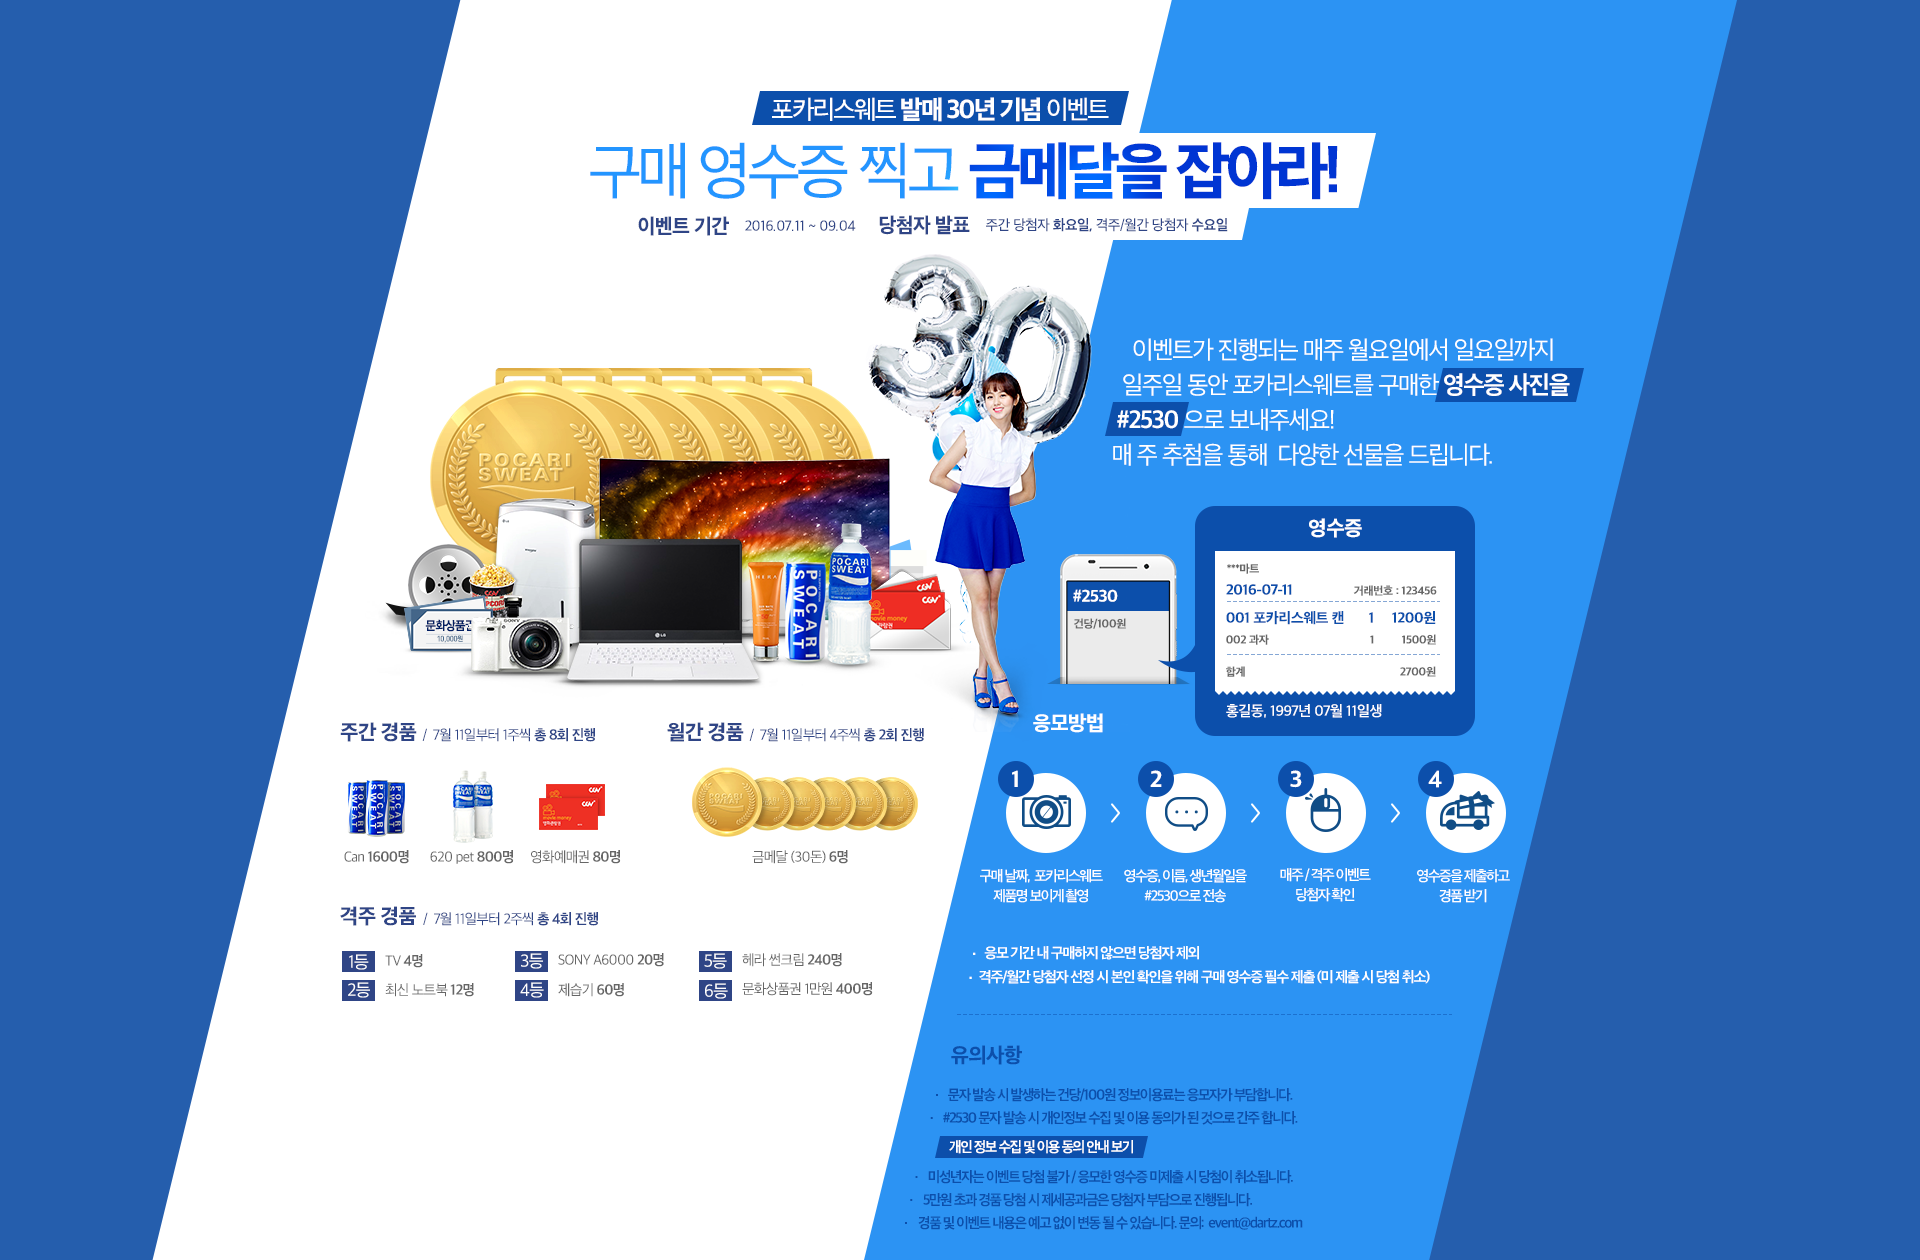 포카리스웨트 발매 30년 기념 이벤트
구매 영수증 찍고 금메달을 잡아라!
이벤트 기간 2016.07.11 ~ 09.04 당첨자 발표 주간 당첨자 화요일, 격주/월간 당첨자 수요일
이벤트가 진행되는 매주 월요일에서 일요일까지
일주일 동안 포카리스웨트를 구매한 영수증 사진을
#2530 으로 보내주세요!
매 주 추첨을 통해 다양한 선물을 드립니다.
POCARI
SWEAT
문화상품권
10,000원
SONY
LG
HERA
POCARI
SWEAT
POCARI
SWEAT
CGV
CGV
movie money
#2530
건당/100원
영수증
***마트
2016-07-11 거래번호 : 123456
001 포카리스웨트 캔 1 1200원
002 과자 1 1500원
합계 2700원
홍길동, 1997년 07월 11일생
주간 경품 / 7월 11일부터 1주씩 총 8회 진행
Can 1600명
620 pet 800명
영화예매권 80명
월간 경품 / 7월 11일부터 4주씩 총 2회 진행
금메달 (30돈) 6명
격주 경품 / 7월 11일부터 2주씩 총 4회 진행
1등 TV 4명
2등 최신 노트북 12명
3등 SONY A6000 20명
4등 제습기 60명
5등 헤라 썬크림 240명
6등 문화상품권 1만원 400명
응모방법
1
구매 날짜, 포카리스웨트
제품명 보이게 촬영
2
영수증, 이름, 생년월일을
#2530으로 전송
3
매주 / 격주 이벤트
당첨자 확인
4
영수증을 제출하고
경품 받기
· 응모 기간 내 구매하지 않으면 당첨자 제외
· 격주/월간 당첨자 선정 시 본인 확인을 위해 구매 영수증 필수 제출 (미 제출 시 당첨 취소)
유의사항
· 문자 발송 시 발생하는 건당/100원 정보이용료는 응모자가 부담합니다.
· #2530 문자 발송 시 개인정보 수집 및 이용 동의가 된 것으로 간주 합니다.
개인 정보 수집 및 이용 동의 안내 보기
· 미성년자는 이벤트 당첨 불가 / 응모한 영수증 미제출 시 당첨이 취소됩니다.
· 5만원 초과 경품 당첨 시 제세공과금은 당첨자 부담으로 진행됩니다.
· 경품 및 이벤트 내용은 예고 없이 변동 될 수 있습니다. 문의: event@dartz.com